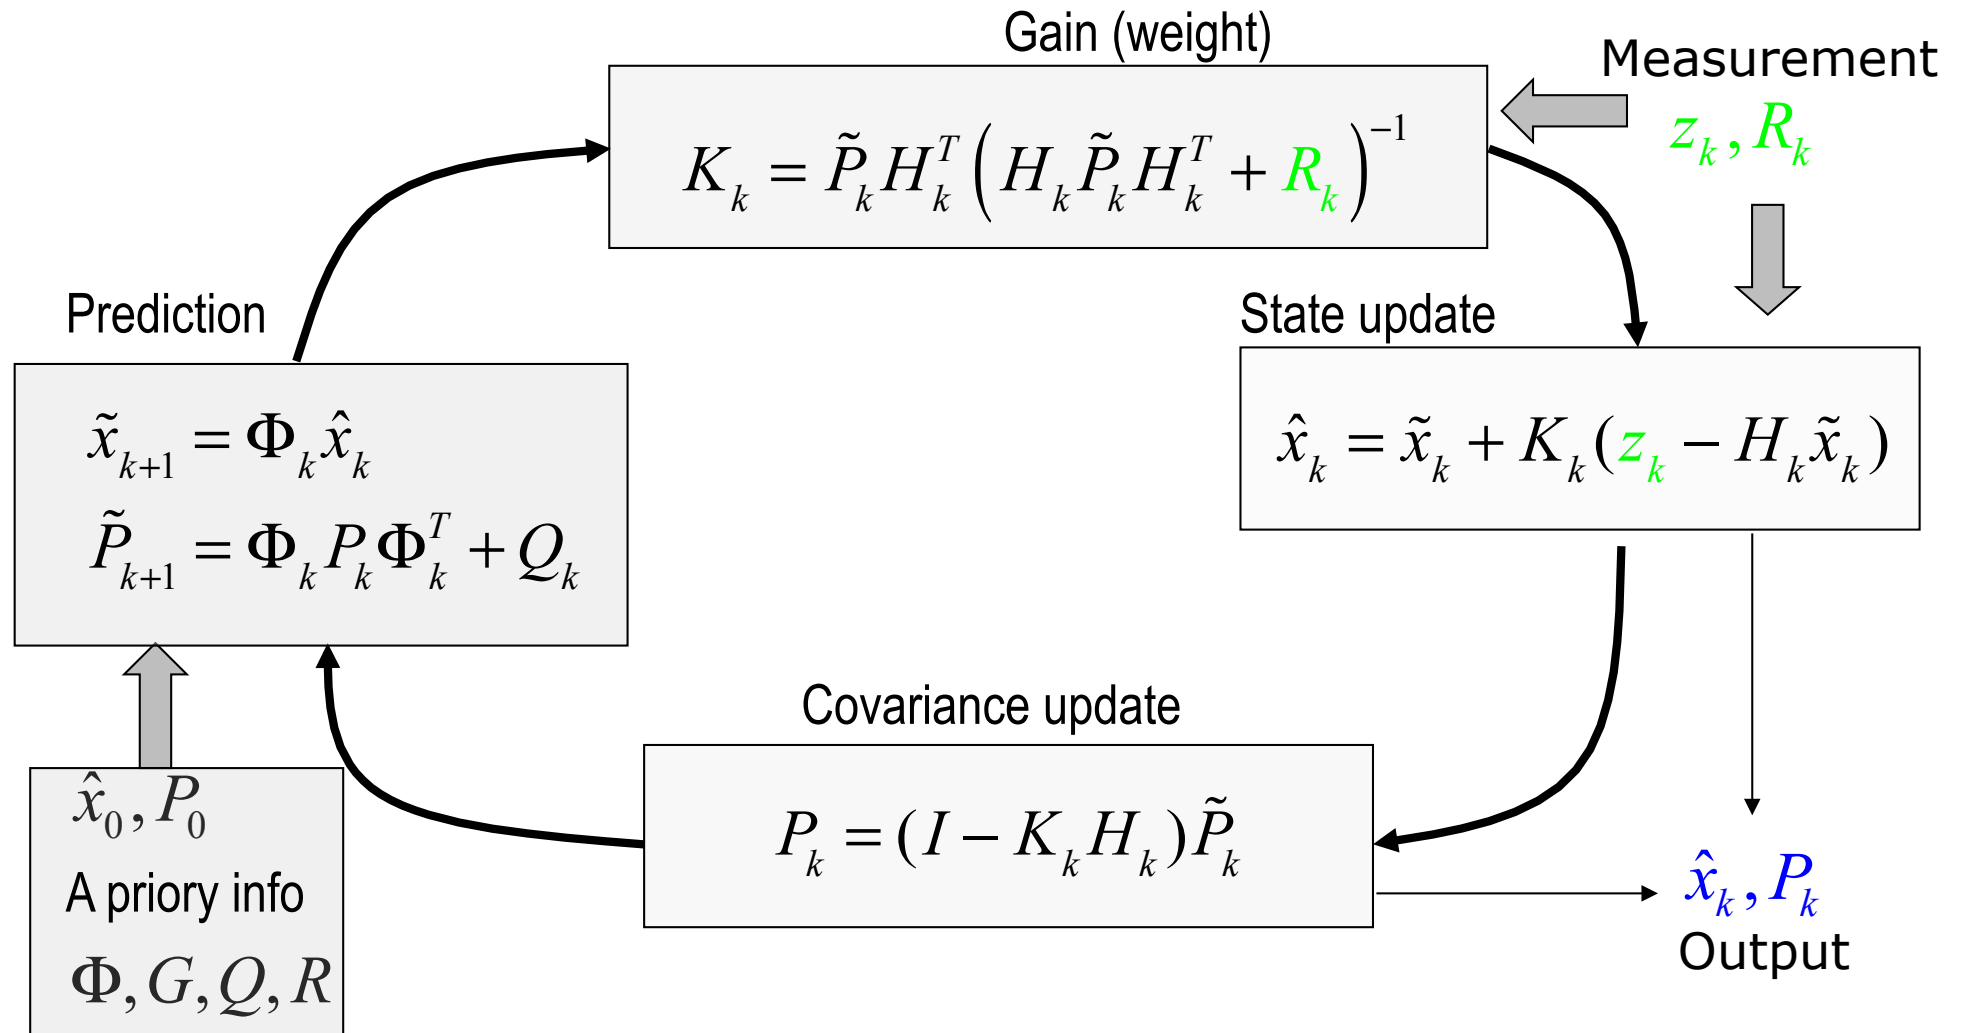 Gain (weight)
Measurement
z_k, R_k
K_k = P̃_k H_k^T (H_k P̃_k H_k^T + R_k)^{-1}
Prediction
State update
x̃_{k+1} = Φ_k x̂_k
P̃_{k+1} = Φ_k P_k Φ_k^T + Q_k
x̂_k = x̃_k + K_k(z_k − H_k x̃_k)
Covariance update
P_k = (I − K_k H_k)P̃_k
x̂_0, P_0
A priory info
Φ, G, Q, R
x̂_k, P_k
Output